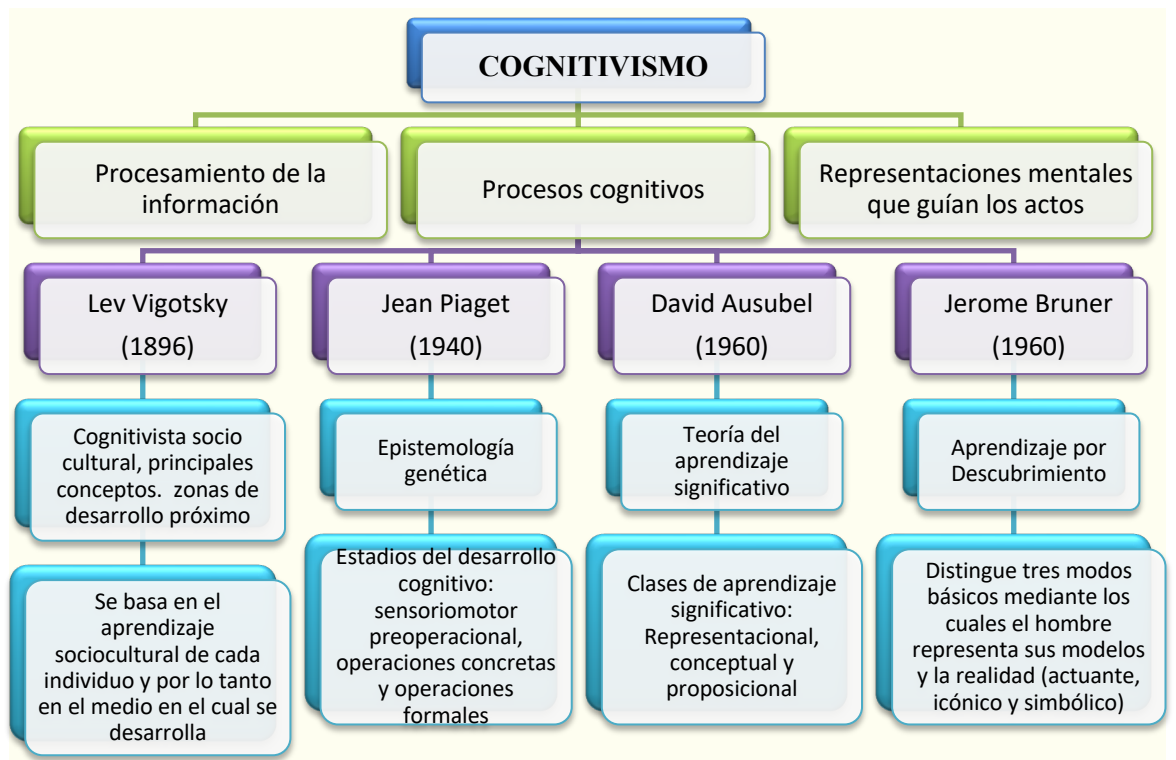 COGNITIVISMO
Procesamiento de la
información
Procesos cognitivos
Representaciones mentales
que guían los actos
Lev Vigotsky
(1896)
Jean Piaget
(1940)
David Ausubel
(1960)
Jerome Bruner
(1960)
Cognitivista socio
cultural, principales
conceptos. zonas de
desarrollo próximo
Epistemología
genética
Teoría del
aprendizaje
significativo
Aprendizaje por
Descubrimiento
Se basa en el
aprendizaje
sociocultural de cada
individuo y por lo tanto
en el medio en el cual se
desarrolla
Estadios del desarrollo
cognitivo:
sensoriomotor
preoperacional,
operaciones concretas
y operaciones
formales
Clases de aprendizaje
significativo:
Representacional,
conceptual y
proposicional
Distingue tres modos
básicos mediante los
cuales el hombre
representa sus modelos
y la realidad (actuante,
icónico y simbólico)